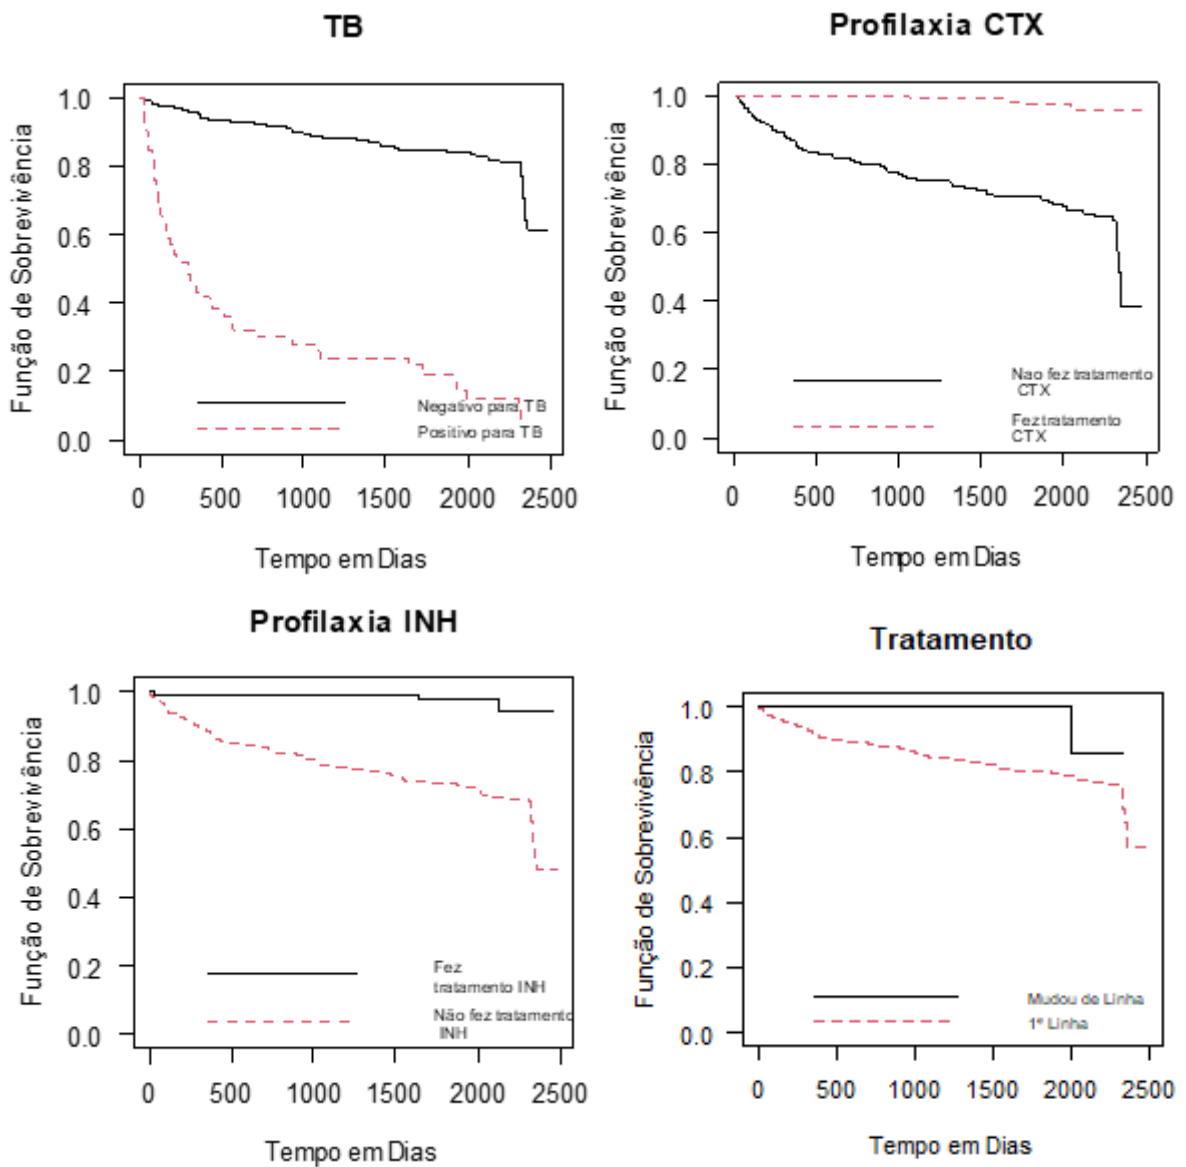 TB
Função de Sobrevivência
1.0
0.8
0.6
0.4
0.2
0.0
Negativo para TB
Positivo para TB
0 500 1000 1500 2000 2500
Tempo em Dias
Profilaxia CTX
Função de Sobrevivência
1.0
0.8
0.6
0.4
0.2
0.0
Nao fez tratamento
CTX
Fez tratamento
CTX
0 500 1000 1500 2000 2500
Tempo em Dias
Profilaxia INH
Função de Sobrevivência
1.0
0.8
0.6
0.4
0.2
0.0
Fez
tratamento INH
Não fez tratamento
INH
0 500 1000 1500 2000 2500
Tempo em Dias
Tratamento
Função de Sobrevivência
1.0
0.8
0.6
0.4
0.2
0.0
Mudou de Linha
1ª Linha
0 500 1000 1500 2000 2500
Tempo em Dias